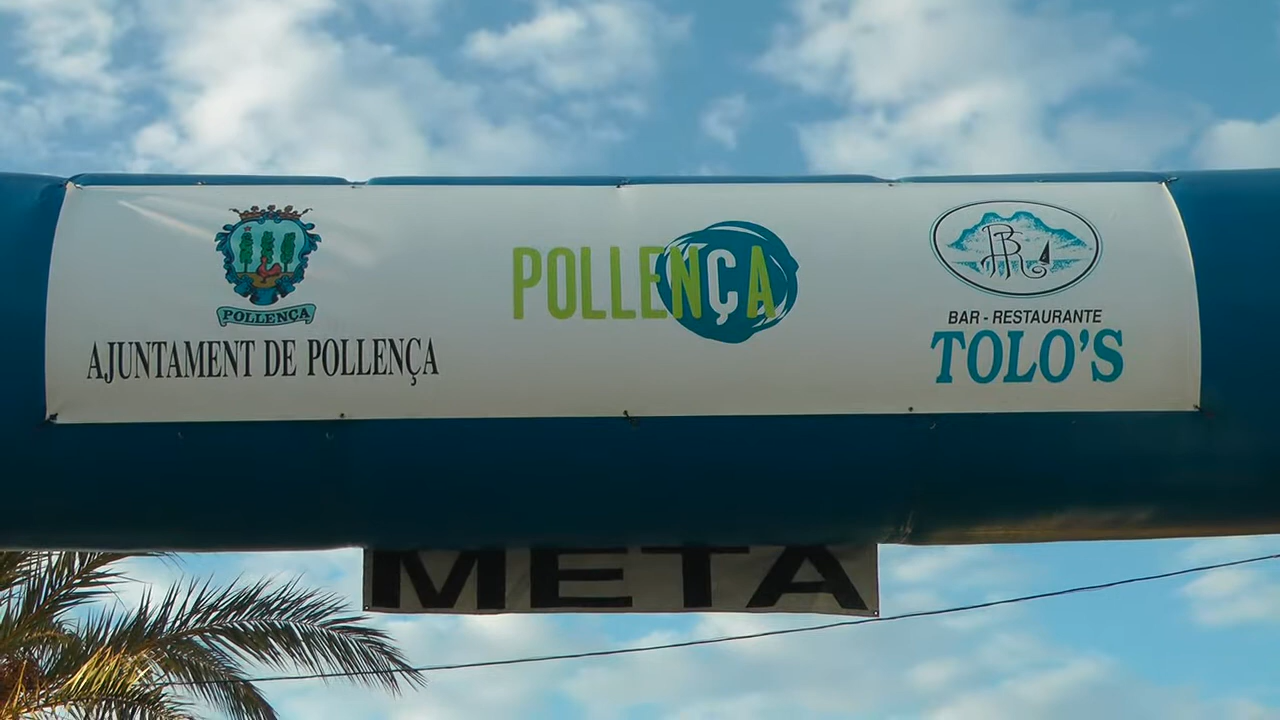 POLLENÇA
AJUNTAMENT DE POLLENÇA
POLLENÇA
BAR - RESTAURANTE
TOLO'S
META